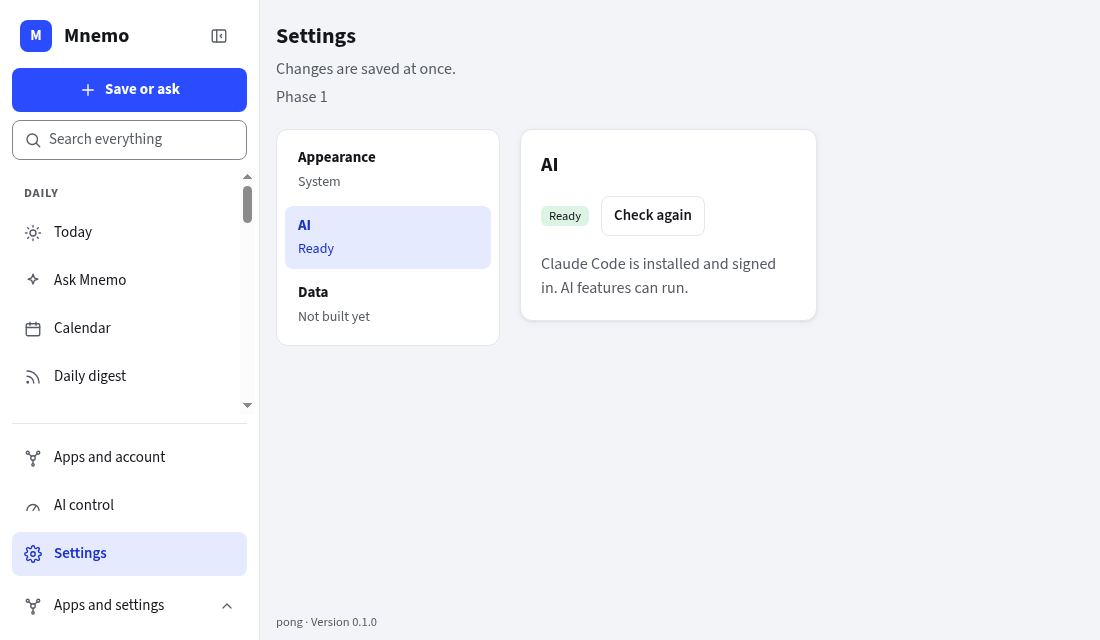 M
Mnemo
Save or ask
Search everything
DAILY
Today
Ask Mnemo
Calendar
Daily digest
Apps and account
AI control
Settings
Apps and settings
Settings
Changes are saved at once.
Phase 1
Appearance
System
AI
Ready
Data
Not built yet
AI
Ready
Check again
Claude Code is installed and signed
in. AI features can run.
pong · Version 0.1.0